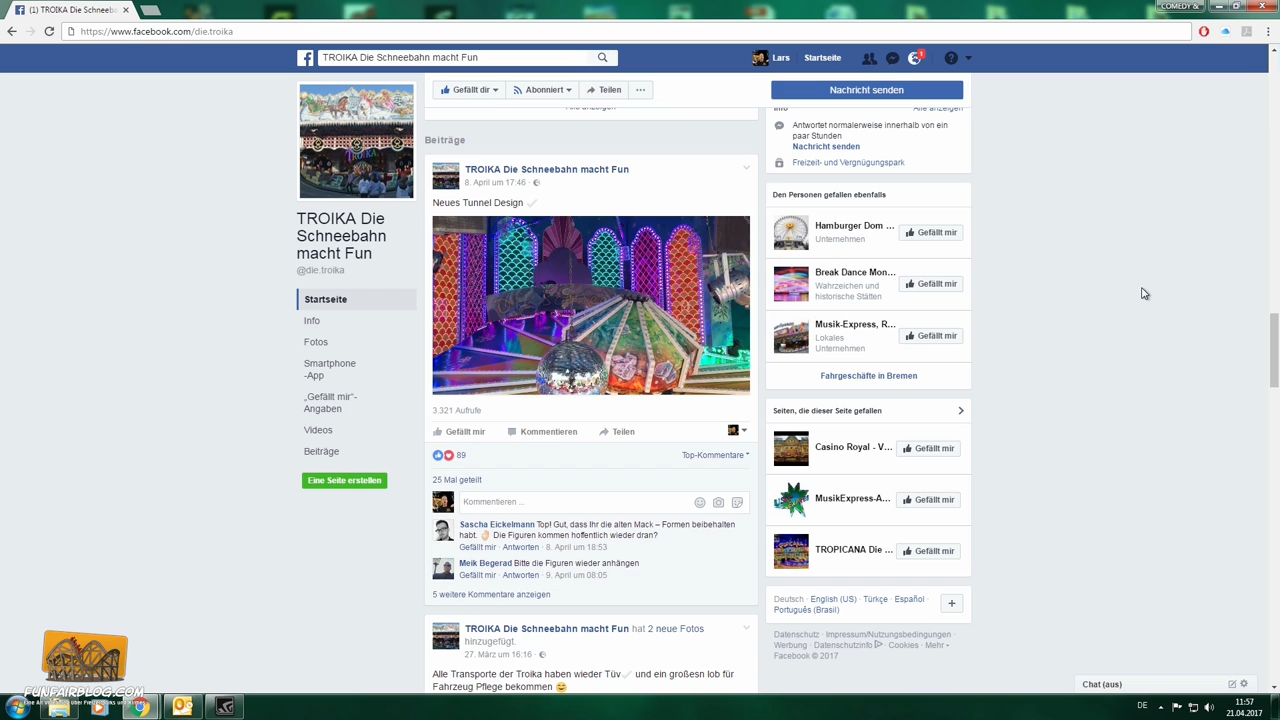 (1) TROIKA Die Schneeb
COMEDY &
https://www.facebook.com/die.troika
TROIKA Die Schneebahn macht Fun
Lars
Startseite
Gefällt dir
Abonniert
Teilen
Nachricht senden
Info
Alle anzeigen
Antwortet normalerweise innerhalb von ein
paar Stunden
Nachricht senden
Freizeit- und Vergnügungspark
TROIKA Die
Schneebahn
macht Fun
@die.troika
Startseite
Info
Fotos
Smartphone
-App
„Gefällt mir“-
Angaben
Videos
Beiträge
Eine Seite erstellen
Beiträge
TROIKA Die Schneebahn macht Fun
8. April um 17:46 ·
Neues Tunnel Design
3.321 Aufrufe
Gefällt mir
Kommentieren
Teilen
89
Top-Kommentare
25 Mal geteilt
Kommentieren ...
Sascha Eickelmann Top! Gut, dass Ihr die alten Mack – Formen beibehalten
habt. Die Figuren kommen hoffentlich wieder dran?
Gefällt mir · Antworten · 8. April um 18:53
Meik Begerad Bitte die Figuren wieder anhängen
Gefällt mir · Antworten · 9. April um 08:05
5 weitere Kommentare anzeigen
TROIKA Die Schneebahn macht Fun hat 2 neue Fotos
hinzugefügt.
27. März um 16:16 ·
Alle Transporte der Troika haben wieder Tüv und ein großesn lob für
Fahrzeug Pflege bekommen
Den Personen gefallen ebenfalls
Hamburger Dom ...
Unternehmen
Gefällt mir
Break Dance Mon...
Wahrzeichen und
historische Stätten
Gefällt mir
Musik-Express, R...
Lokales
Unternehmen
Gefällt mir
Fahrgeschäfte in Bremen
Seiten, die dieser Seite gefallen
Casino Royal - V...
Gefällt mir
MusikExpress-A...
Gefällt mir
TROPICANA Die ...
Gefällt mir
Deutsch · English (US) · Türkçe · Español ·
Português (Brasil)
Datenschutz · Impressum/Nutzungsbedingungen ·
Werbung · Datenschutzinfo · Cookies · Mehr
Facebook © 2017
Chat (aus)
FUNFAIRBLOG.COM
DE
11:57
21.04.2017